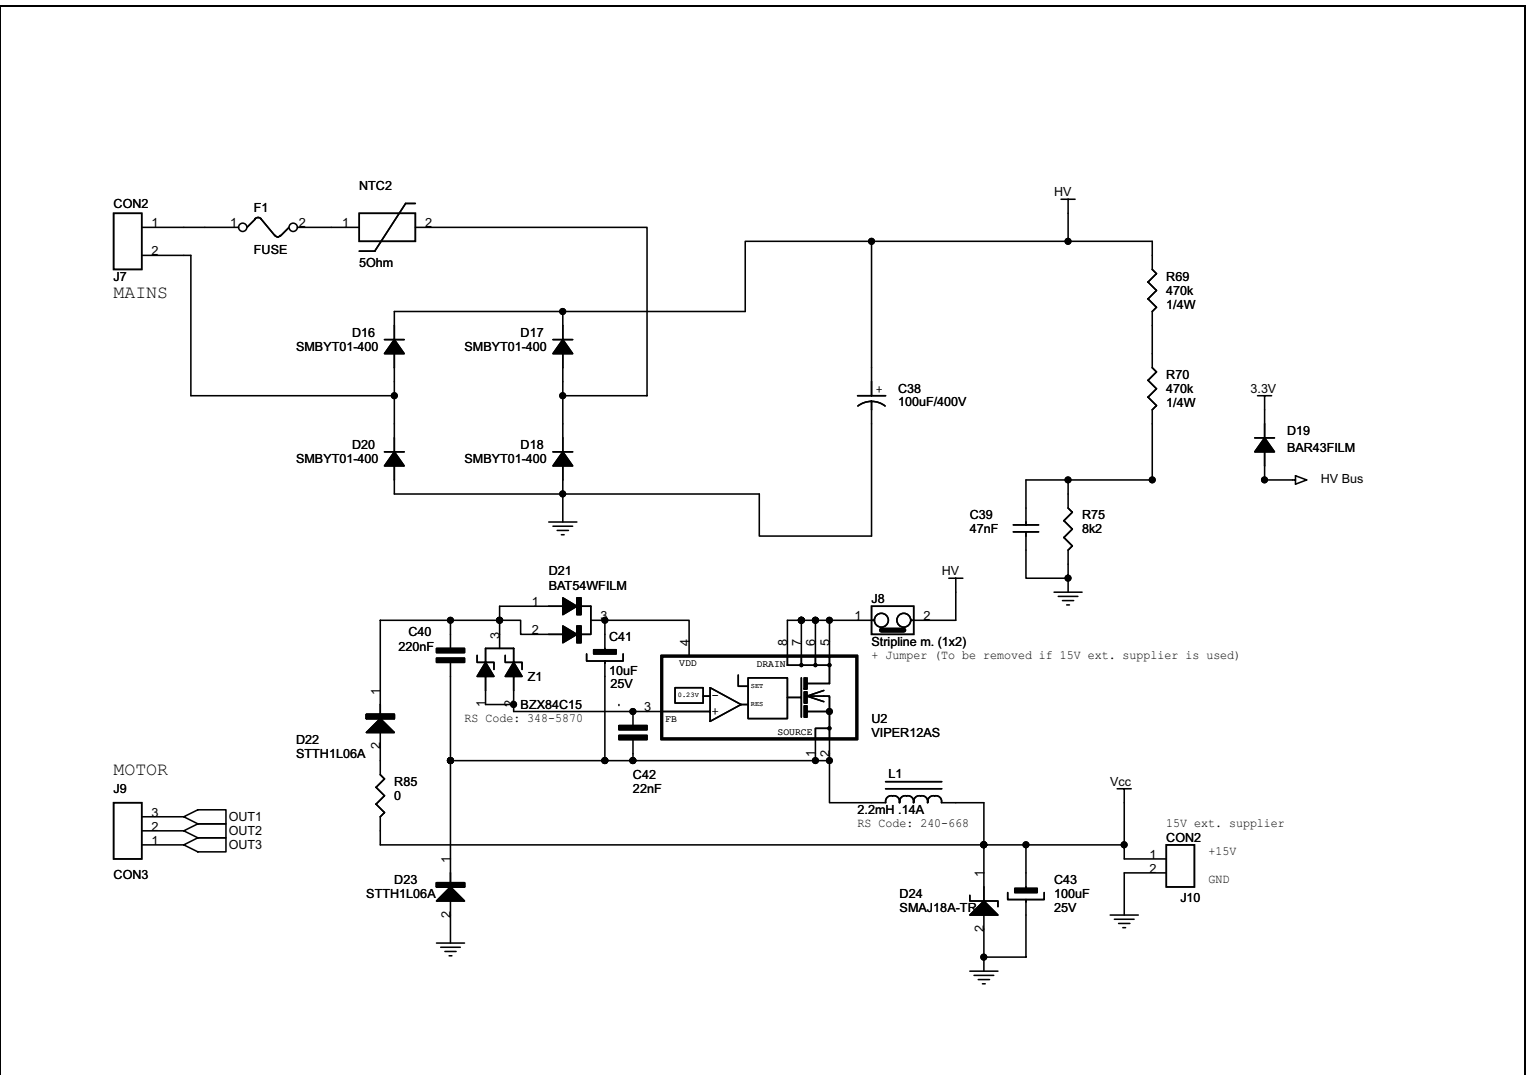 NTC2
HV
CON2
F1
1
1
2
1
2
2
FUSE
5Ohm
J7
MAINS
R69
470k
1/4W
D16
SMBYT01-400
D17
SMBYT01-400
R70
470k
1/4W
C38
100uF/400V
+
3.3V
D19
BAR43FILM
D20
SMBYT01-400
D18
SMBYT01-400
HV Bus
C39
47nF
R75
8k2
D21
BAT54WFILM
HV
1
2
3
J8
1
2
Stripline m. (1x2)
+ Jumper (To be removed if 15V ext. supplier is used)
C40
220nF
3
C41
10uF
25V
4
8
7
6
5
VDD
DRAIN
Z1
1
2
BZX84C15
RS Code: 348-5870
3
FB
0.23V
−
+
SET
RES
SOURCE
U2
VIPER12AS
1
2
1
D22
STTH1L06A
2
C42
22nF
MOTOR
J9
R85
0
L1
2.2mH .14A
RS Code: 240-668
Vcc
3
OUT1
2
OUT2
1
OUT3
CON3
15V ext. supplier
CON2
1
+15V
2
GND
J10
1
D23
STTH1L06A
2
1
D24
SMAJ18A-TR
2
C43
100uF
25V